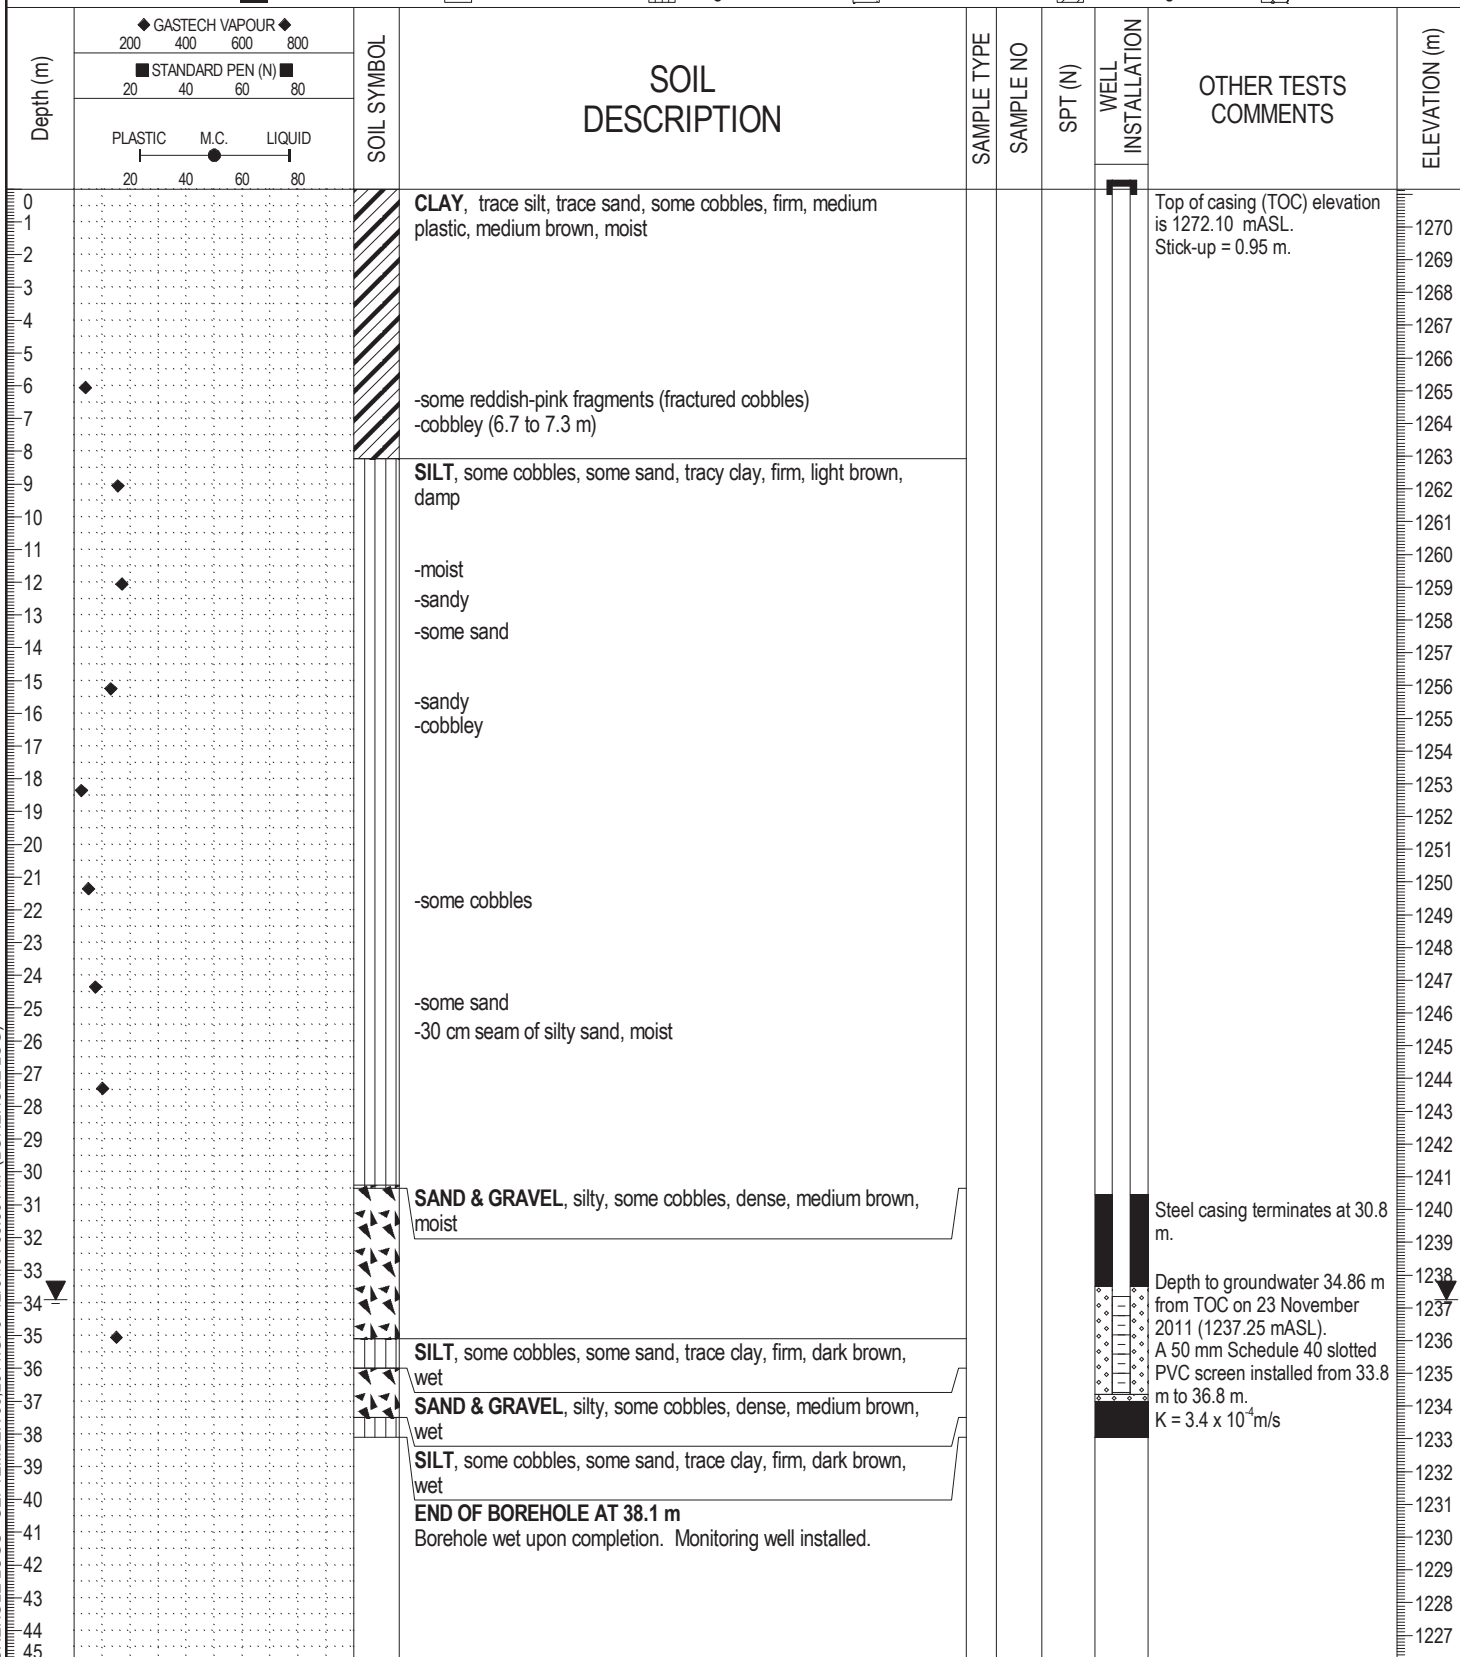 ◆ GASTECH VAPOUR ◆
200 400 600 800
■ STANDARD PEN (N) ■
20 40 60 80
PLASTIC M.C. LIQUID
20 40 60 80
Depth (m)
SOIL SYMBOL
SOIL
DESCRIPTION
SAMPLE TYPE
SAMPLE NO
SPT (N)
WELL
INSTALLATION
OTHER TESTS
COMMENTS
ELEVATION (m)
0
1
2
3
4
5
6
7
8
9
10
11
12
13
14
15
16
17
18
19
20
21
22
23
24
25
26
27
28
29
30
31
32
33
34
35
36
37
38
39
40
41
42
43
44
45
CLAY, trace silt, trace sand, some cobbles, firm, medium
plastic, medium brown, moist
-some reddish-pink fragments (fractured cobbles)
-cobbley (6.7 to 7.3 m)
SILT, some cobbles, some sand, tracy clay, firm, light brown,
damp
-moist
-sandy
-some sand
-sandy
-cobbley
-some cobbles
-some sand
-30 cm seam of silty sand, moist
SAND & GRAVEL, silty, some cobbles, dense, medium brown,
moist
SILT, some cobbles, some sand, trace clay, firm, dark brown,
wet
SAND & GRAVEL, silty, some cobbles, dense, medium brown,
wet
SILT, some cobbles, some sand, trace clay, firm, dark brown,
wet
END OF BOREHOLE AT 38.1 m
Borehole wet upon completion. Monitoring well installed.
Top of casing (TOC) elevation
is 1272.10 mASL.
Stick-up = 0.95 m.
Steel casing terminates at 30.8
m.
Depth to groundwater 34.86 m
from TOC on 23 November
2011 (1237.25 mASL).
A 50 mm Schedule 40 slotted
PVC screen installed from 33.8
m to 36.8 m.
K = 3.4 x 10⁻⁴m/s
1270
1269
1268
1267
1266
1265
1264
1263
1262
1261
1260
1259
1258
1257
1256
1255
1254
1253
1252
1251
1250
1249
1248
1247
1246
1245
1244
1243
1242
1241
1240
1239
1238
1237
1236
1235
1234
1233
1232
1231
1230
1229
1228
1227